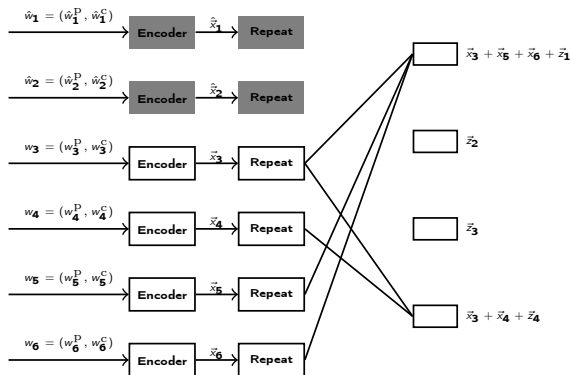 ŵ₁ = (ŵ₁ᵖ , ŵ₁ᶜ) Encoder x̂⃗₁ Repeat
x⃗₃ + x⃗₅ + x⃗₆ + z⃗₁
ŵ₂ = (ŵ₂ᵖ , ŵ₂ᶜ) Encoder x̂⃗₂ Repeat
z⃗₂
w₃ = (w₃ᵖ , w₃ᶜ) Encoder x⃗₃ Repeat
w₄ = (w₄ᵖ , w₄ᶜ) Encoder x⃗₄ Repeat
z⃗₃
w₅ = (w₅ᵖ , w₅ᶜ) Encoder x⃗₅ Repeat
x⃗₃ + x⃗₄ + z⃗₄
w₆ = (w₆ᵖ , w₆ᶜ) Encoder x⃗₆ Repeat